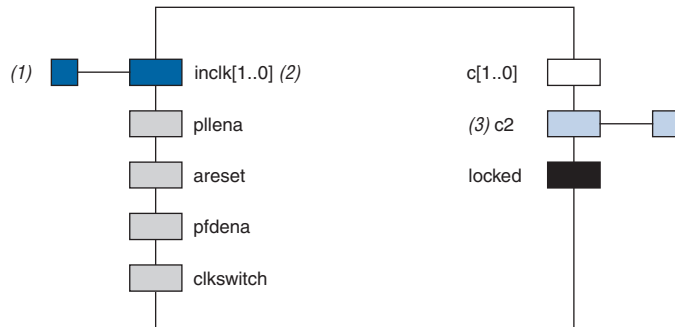 (1) inclk[1..0] (2) c[1..0]
pllena (3) c2
areset locked
pfdena
clkswitch